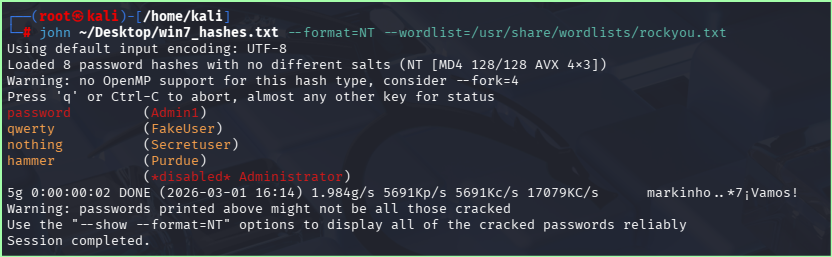 ┌──(root㉿kali)-[/home/kali]
└─# john ~/Desktop/win7_hashes.txt --format=NT --wordlist=/usr/share/wordlists/rockyou.txt
Using default input encoding: UTF-8
Loaded 8 password hashes with no different salts (NT [MD4 128/128 AVX 4x3])
Warning: no OpenMP support for this hash type, consider --fork=4
Press 'q' or Ctrl-C to abort, almost any other key for status
password         (Admin1)
qwerty           (FakeUser)
nothing          (Secretuser)
hammer           (Purdue)
                 (*disabled* Administrator)
5g 0:00:00:02 DONE (2026-03-01 16:14) 1.984g/s 5691Kp/s 5691Kc/s 17079KC/s      markinho..*7¡Vamos!
Warning: passwords printed above might not be all those cracked
Use the "--show --format=NT" options to display all of the cracked passwords reliably
Session completed.